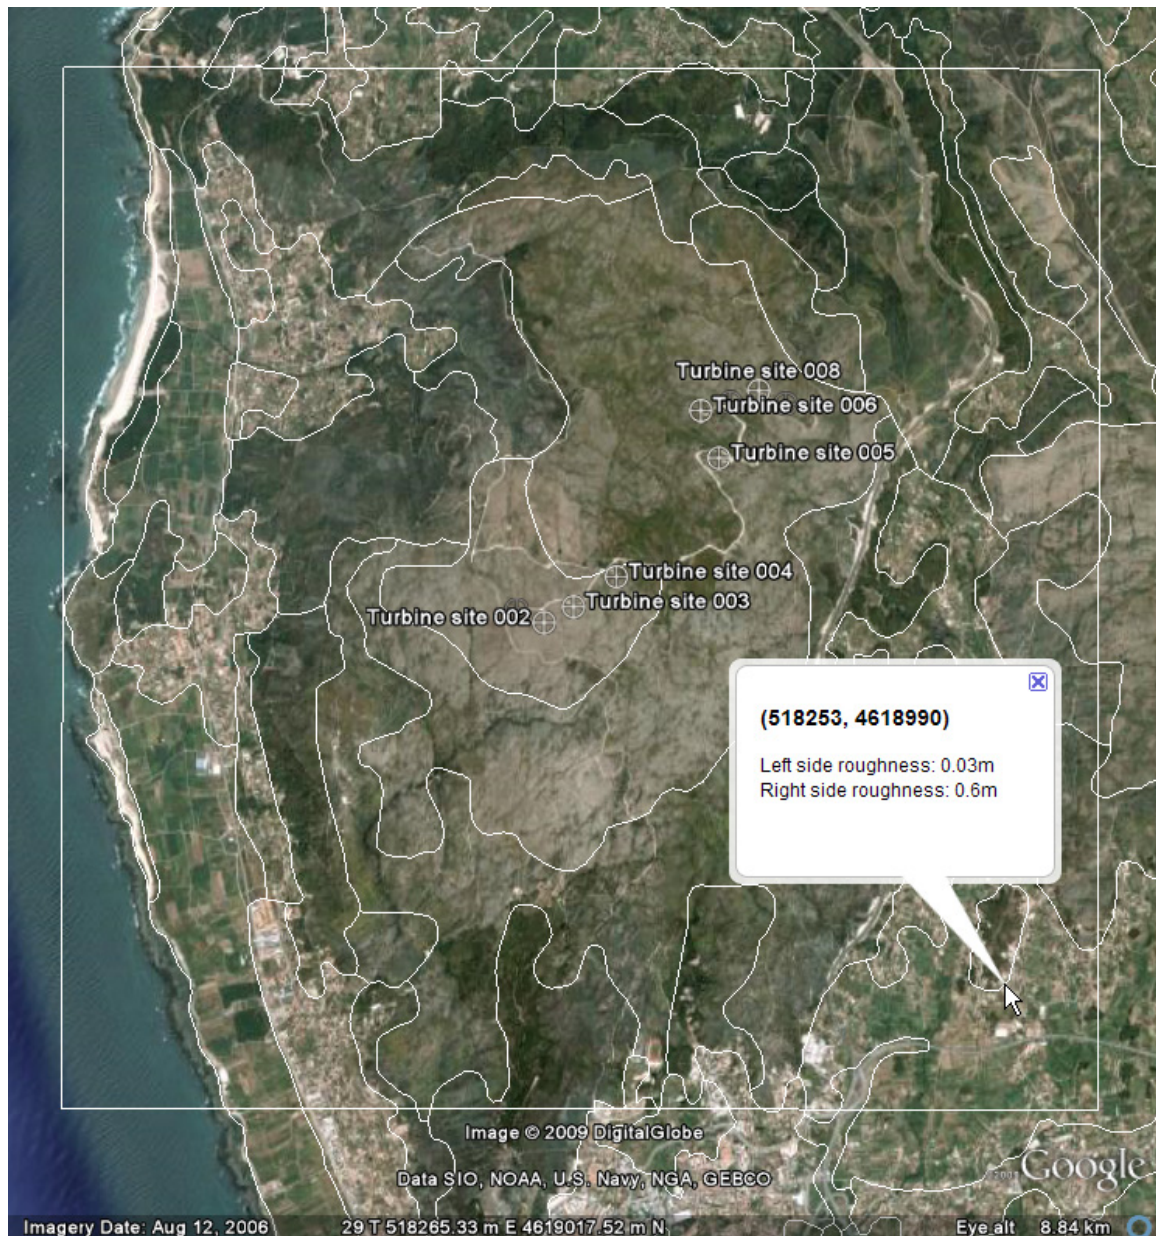 Turbine site 008
Turbine site 006
Turbine site 005
Turbine site 004
Turbine site 003
Turbine site 002
(518253, 4618990)
Left side roughness: 0.03m
Right side roughness: 0.6m
Image © 2009 DigitalGlobe
Data SIO, NOAA, U.S. Navy, NGA, GEBCO
Google
Imagery Date: Aug 12, 2006 29 T 518265.33 m E 4619017.52 m N Eye alt 8.84 km